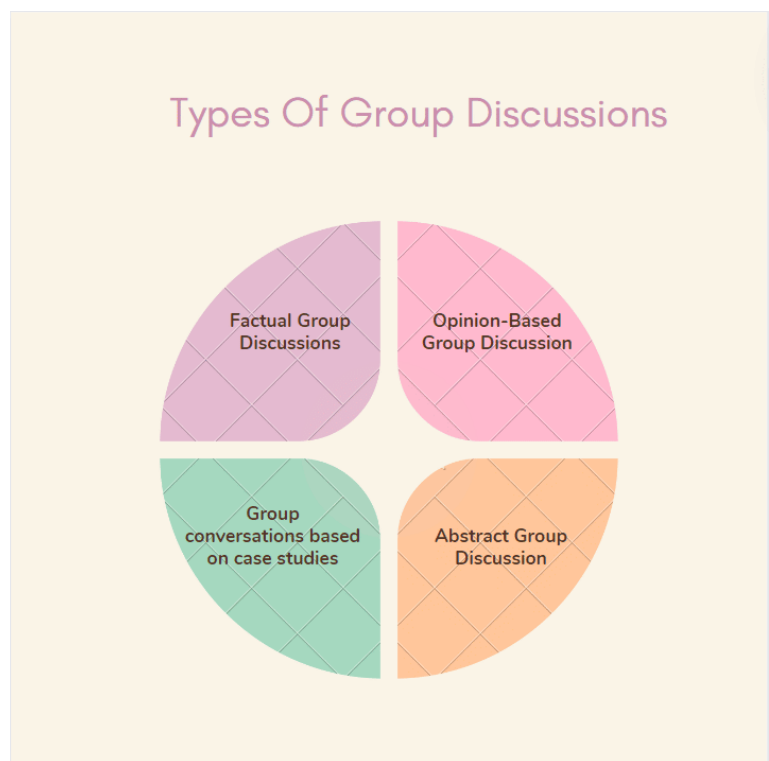 Types Of Group Discussions
Factual Group
Discussions
Opinion-Based
Group Discussion
Group
conversations based
on case studies
Abstract Group
Discussion